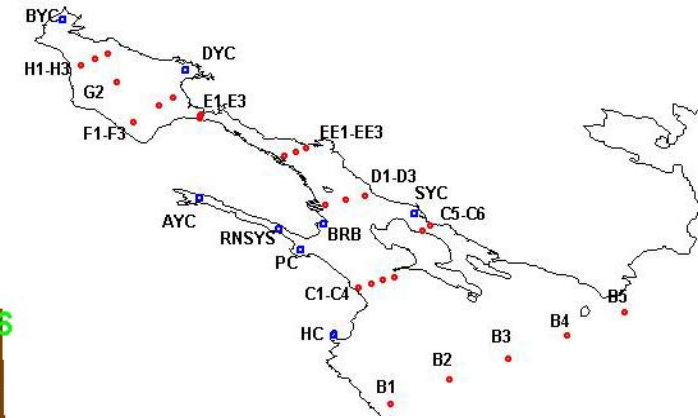 BYC
DYC
H1-H3
G2
E1-E3
F1-F3
EE1-EE3
D1-D3
SYC
C5-C6
AYC
RNSYS
BRB
PC
C1-C4
B5
S
HC
B4
B3
B2
B1